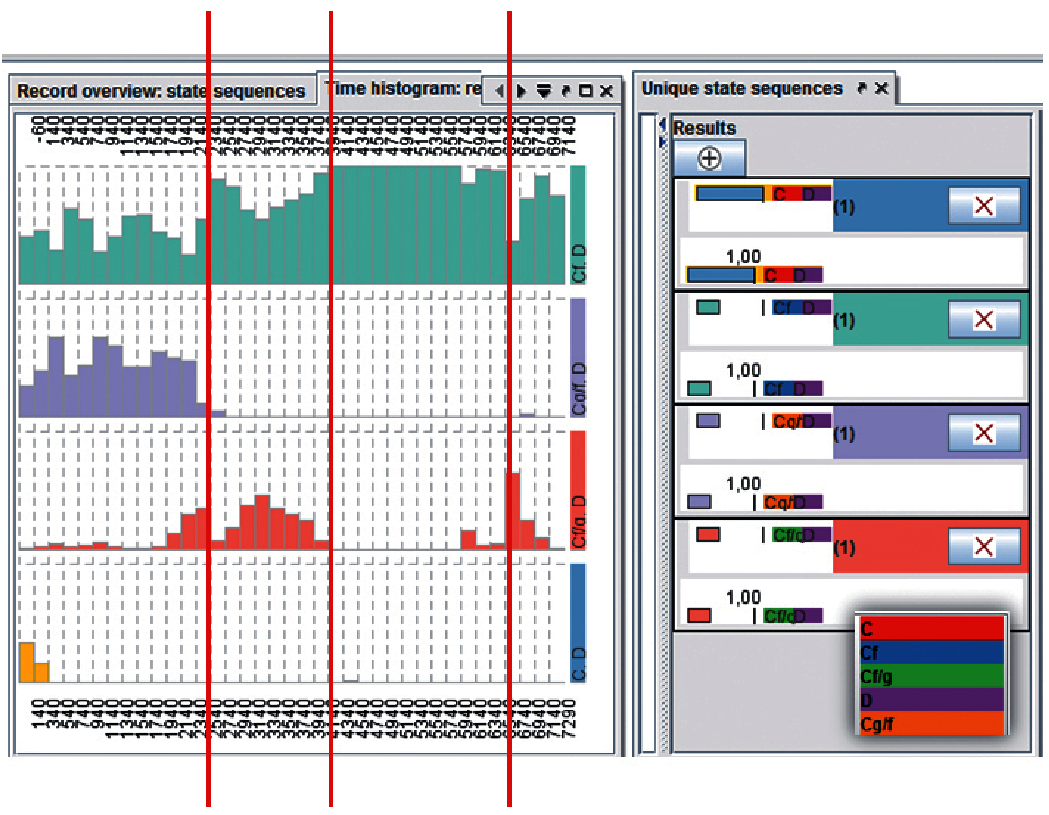 Record overview: state sequences
Time histogram: re
Unique state sequences
-60 140 340 540 740 940 1140 1340 1540 1740 1940 2140 2340 2540 2740 2940 3140 3340 3540 3740 4140 4340 4540 4740 4940 5140 5340 5540 5740 5940 6140 6540 6740 6940 7140
Cf. D
Cg/f. D
Cf/g. D
C. D
140 340 540 740 940 1140 1340 1540 1740 1940 2140 2340 2540 2740 2940 3140 3340 3540 3740 3940 4340 4540 4740 4940 5140 5340 5540 5740 5940 6140 6340 6740 6940 7140 7290
Results
C D (1)
1,00
C D
Cf D (1)
1,00
Cf D
Cg/f D (1)
1,00
Cg/f D
Cf/g D (1)
1,00
Cf/g D
C
Cf
Cf/g
D
Cg/f